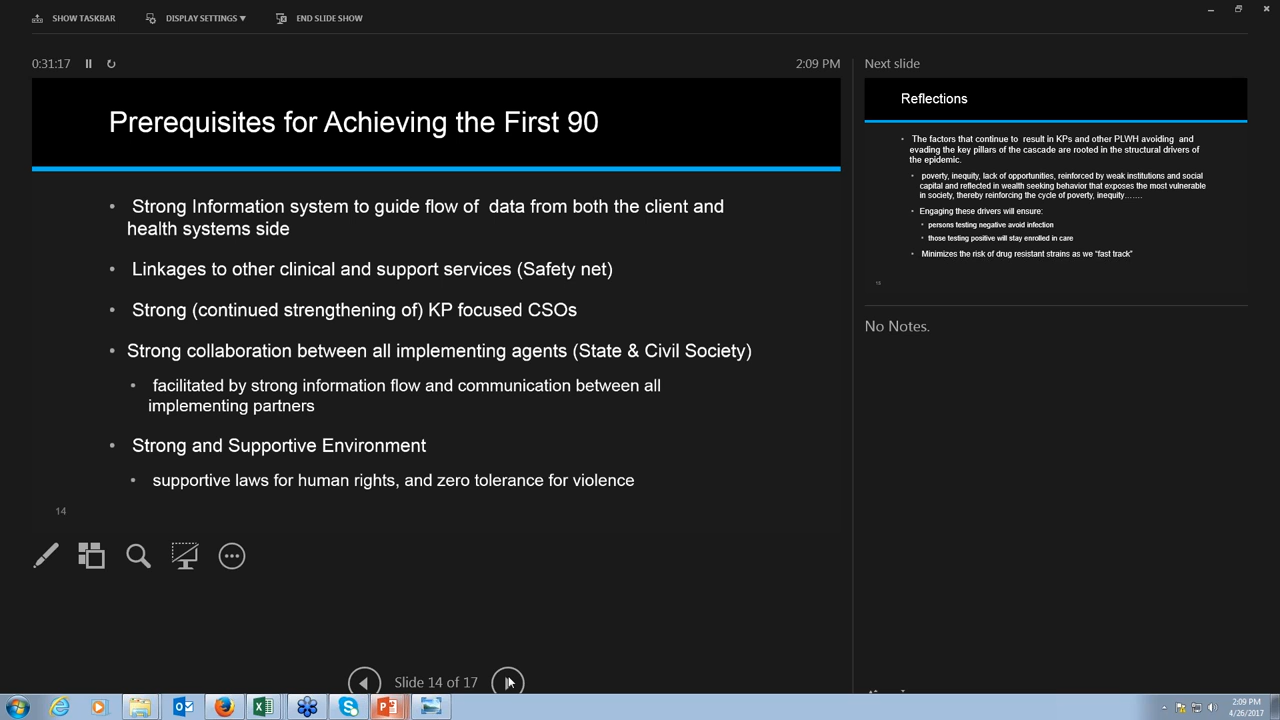 SHOW TASKBAR
DISPLAY SETTINGS ▼
END SLIDE SHOW
0:31:17
2:09 PM
Prerequisites for Achieving the First 90
• Strong Information system to guide flow of data from both the client and
health systems side
• Linkages to other clinical and support services (Safety net)
• Strong (continued strengthening of) KP focused CSOs
• Strong collaboration between all implementing agents (State & Civil Society)
• facilitated by strong information flow and communication between all
implementing partners
• Strong and Supportive Environment
• supportive laws for human rights, and zero tolerance for violence
14
Slide 14 of 17
Next slide
Reflections
• The factors that continue to result in KPs and other PLWH avoiding and
evading the key pillars of the cascade are rooted in the structural drivers of
the epidemic.
• poverty, inequity, lack of opportunities, reinforced by weak institutions and social
capital and reflected in wealth seeking behavior that exposes the most vulnerable
in society, thereby reinforcing the cycle of poverty, inequity…….
• Engaging these drivers will ensure:
• persons testing negative avoid infection
• those testing positive will stay enrolled in care
• Minimizes the risk of drug resistant strains as we “fast track”
No Notes.
2:09 PM
4/26/2017